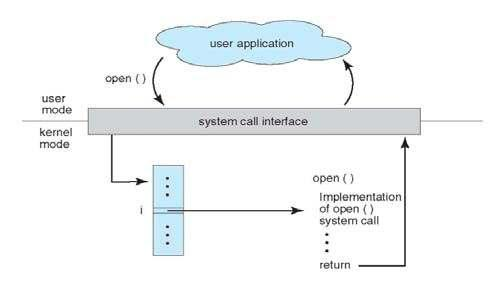 user application
open ( )
user
mode
system call interface
kernel
mode
open ( )
Implementation
of open ( )
system call
i
return